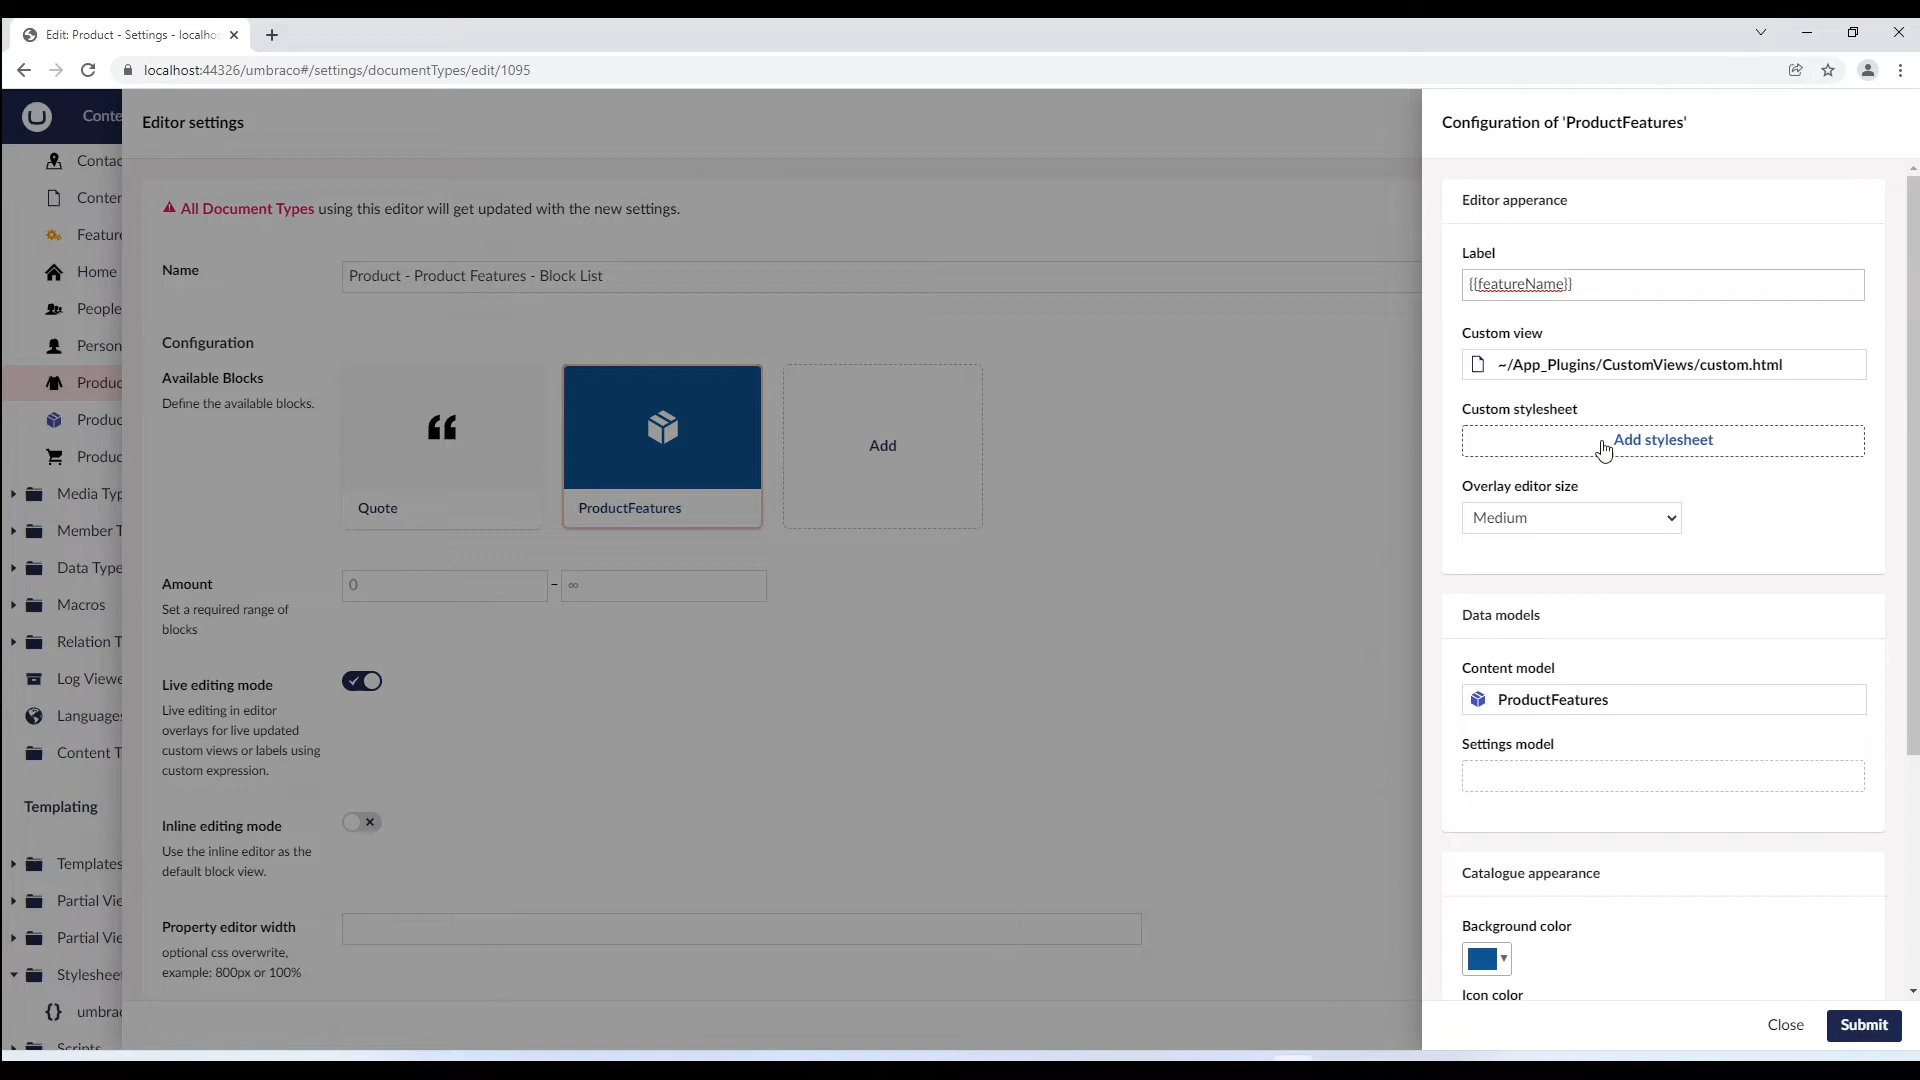 Edit: Product - Settings - localho
localhost:44326/umbraco#/settings/documentTypes/edit/1095
Conte
Contac
Conter
Feature
Home
People
Person
Produc
Produc
Produc
Media Typ
Member T
Data Type
Macros
Relation T
Log Viewe
Languages
Content T
Templating
Templates
Partial Vie
Partial Vie
Stylesheet
umbrac
Scripts
Editor settings
All Document Types using this editor will get updated with the new settings.
Name
Product - Product Features - Block List
Configuration
Available Blocks
Define the available blocks.
Quote
ProductFeatures
Add
Amount
Set a required range of
blocks
0
–
∞
Live editing mode
Live editing in editor
overlays for live updated
custom views or labels using
custom expression.
Inline editing mode
Use the inline editor as the
default block view.
Property editor width
optional css overwrite,
example: 800px or 100%
Configuration of 'ProductFeatures'
Editor apperance
Label
{{featureName}}
Custom view
~/App_Plugins/CustomViews/custom.html
Custom stylesheet
Add stylesheet
Overlay editor size
Medium
Data models
Content model
ProductFeatures
Settings model
Catalogue appearance
Background color
Icon color
Close
Submit